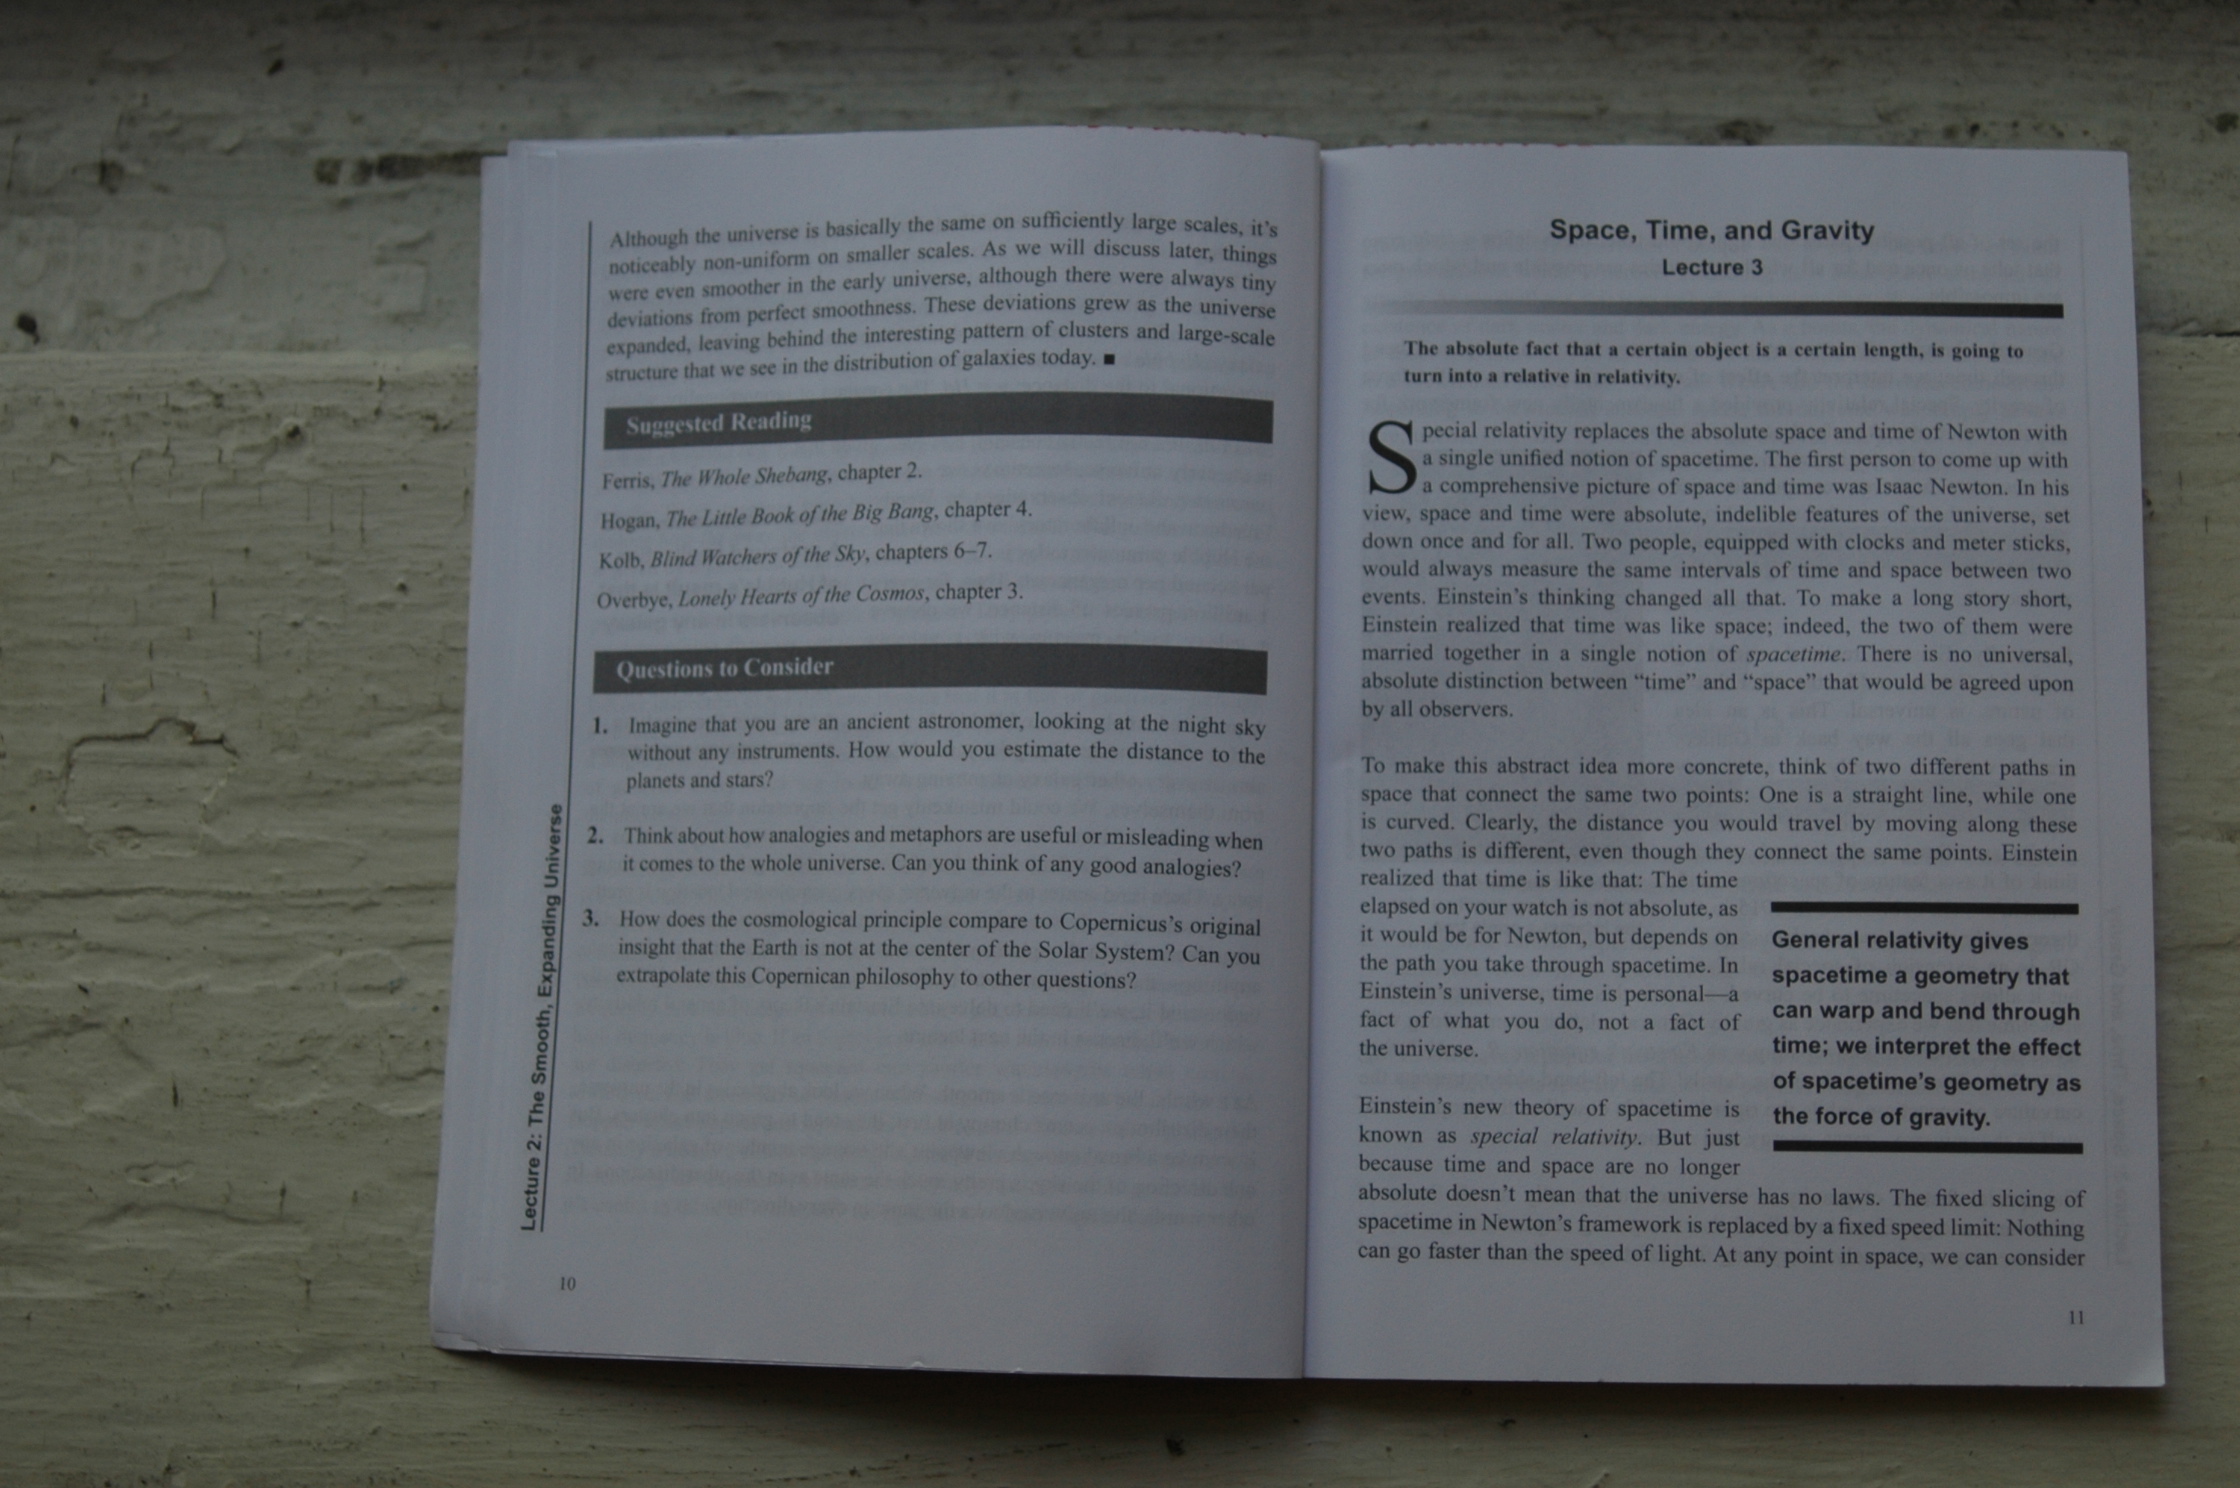 Although the universe is basically the same on sufficiently large scales, it's
noticeably non-uniform on smaller scales. As we will discuss later, things
were even smoother in the early universe, although there were always tiny
deviations from perfect smoothness. These deviations grew as the universe
expanded, leaving behind the interesting pattern of clusters and large-scale
structure that we see in the distribution of galaxies today. ■
Suggested Reading
Ferris, The Whole Shebang, chapter 2.
Hogan, The Little Book of the Big Bang, chapter 4.
Kolb, Blind Watchers of the Sky, chapters 6–7.
Overbye, Lonely Hearts of the Cosmos, chapter 3.
Questions to Consider
1. Imagine that you are an ancient astronomer, looking at the night sky
without any instruments. How would you estimate the distance to the
planets and stars?
2. Think about how analogies and metaphors are useful or misleading when
it comes to the whole universe. Can you think of any good analogies?
3. How does the cosmological principle compare to Copernicus's original
insight that the Earth is not at the center of the Solar System? Can you
extrapolate this Copernican philosophy to other questions?
Lecture 2: The Smooth, Expanding Universe
10
Space, Time, and Gravity
Lecture 3
The absolute fact that a certain object is a certain length, is going to
turn into a relative in relativity.
Special relativity replaces the absolute space and time of Newton with
a single unified notion of spacetime. The first person to come up with
a comprehensive picture of space and time was Isaac Newton. In his
view, space and time were absolute, indelible features of the universe, set
down once and for all. Two people, equipped with clocks and meter sticks,
would always measure the same intervals of time and space between two
events. Einstein's thinking changed all that. To make a long story short,
Einstein realized that time was like space; indeed, the two of them were
married together in a single notion of spacetime. There is no universal,
absolute distinction between "time" and "space" that would be agreed upon
by all observers.
To make this abstract idea more concrete, think of two different paths in
space that connect the same two points: One is a straight line, while one
is curved. Clearly, the distance you would travel by moving along these
two paths is different, even though they connect the same points. Einstein
realized that time is like that: The time
elapsed on your watch is not absolute, as
it would be for Newton, but depends on
the path you take through spacetime. In
Einstein's universe, time is personal—a
fact of what you do, not a fact of
the universe.
General relativity gives
spacetime a geometry that
can warp and bend through
time; we interpret the effect
of spacetime's geometry as
the force of gravity.
Einstein's new theory of spacetime is
known as special relativity. But just
because time and space are no longer
absolute doesn't mean that the universe has no laws. The fixed slicing of
spacetime in Newton's framework is replaced by a fixed speed limit: Nothing
can go faster than the speed of light. At any point in space, we can consider
11